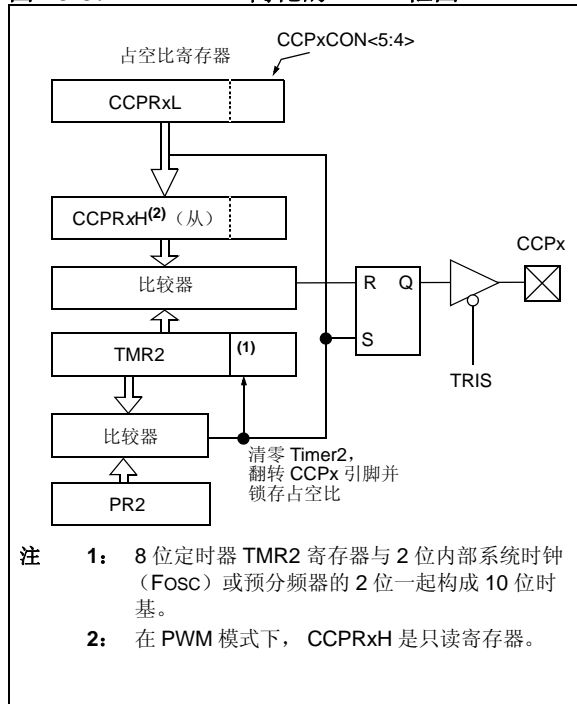 CCPxCON<5:4>
占空比寄存器
CCPRxL
CCPRxH(2)（从）
CCPx
比较器
R Q
S
TMR2 (1)
TRIS
比较器
清零 Timer2，
翻转 CCPx 引脚并
锁存占空比
PR2
注 1： 8 位定时器 TMR2 寄存器与 2 位内部系统时钟
（FOSC）或预分频器的 2 位一起构成 10 位时
基。
2： 在 PWM 模式下， CCPRxH 是只读寄存器。